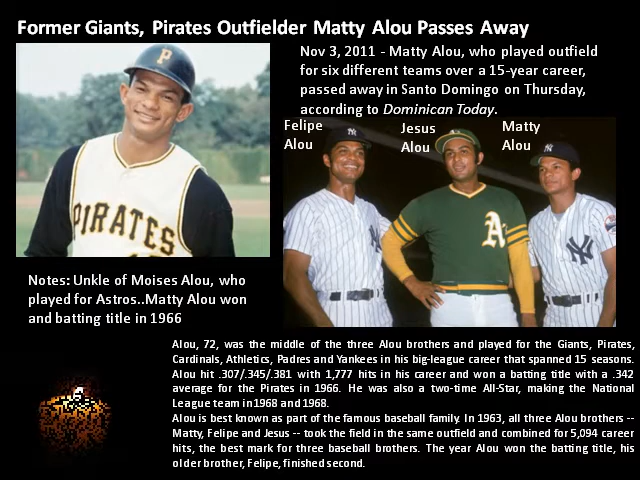 Former Giants, Pirates Outfielder Matty Alou Passes Away
Nov 3, 2011 - Matty Alou, who played outfield
for six different teams over a 15-year career,
passed away in Santo Domingo on Thursday,
according to Dominican Today.
P
PIRATES
Felipe
Alou
Jesus
Alou
Matty
Alou
A
NY
Notes: Unkle of Moises Alou, who
played for Astros..Matty Alou won
and batting title in 1966
Alou, 72, was the middle of the three Alou brothers and played for the Giants, Pirates,
Cardinals, Athletics, Padres and Yankees in his big-league career that spanned 15 seasons.
Alou hit .307/.345/.381 with 1,777 hits in his career and won a batting title with a .342
average for the Pirates in 1966. He was also a two-time All-Star, making the National
League team in1968 and 1968.
Alou is best known as part of the famous baseball family. In 1963, all three Alou brothers --
Matty, Felipe and Jesus -- took the field in the same outfield and combined for 5,094 career
hits, the best mark for three baseball brothers. The year Alou won the batting title, his
older brother, Felipe, finished second.